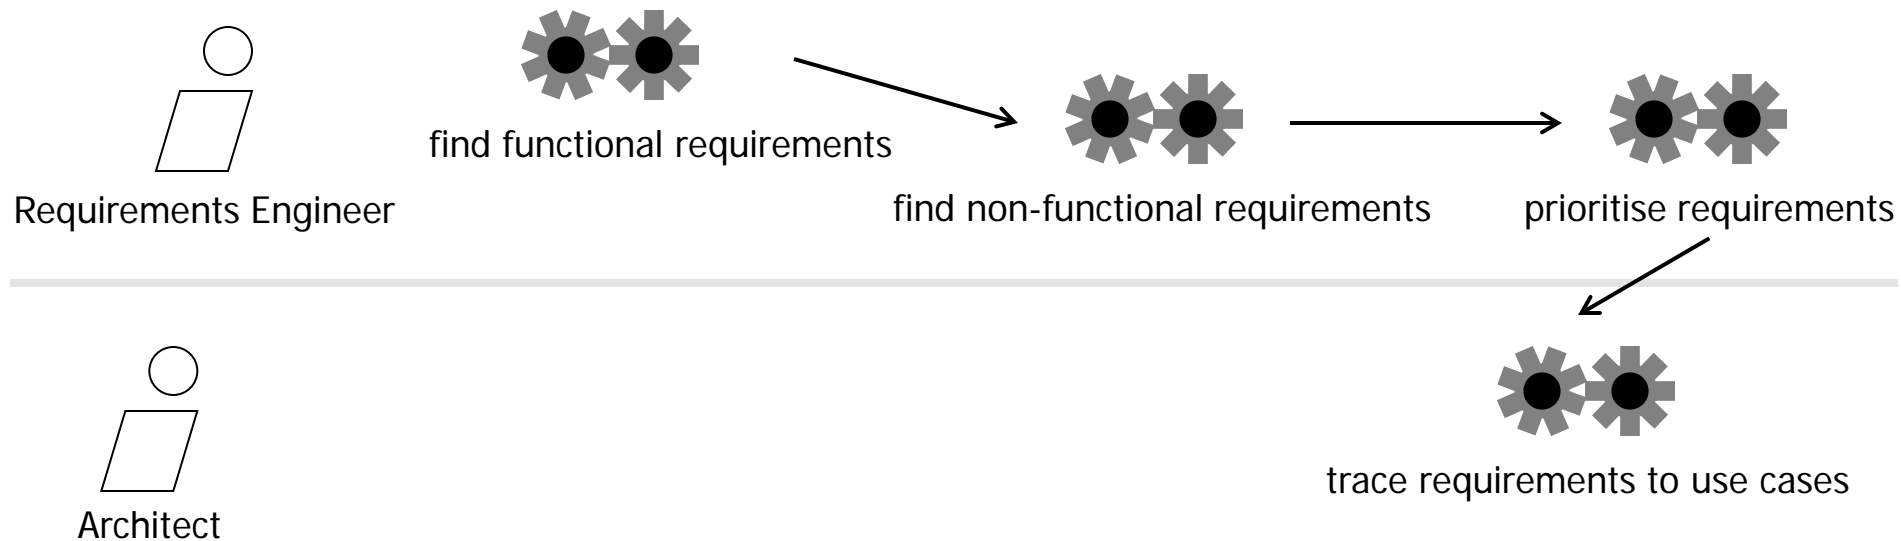 find functional requirements
Requirements Engineer
find non-functional requirements
prioritise requirements
trace requirements to use cases
Architect